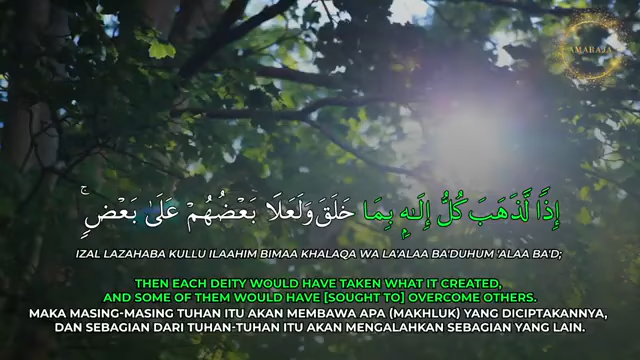 AMARAJA
إِذًا لَّذَهَبَ كُلُّ إِلَـٰهٍۭ بِمَا خَلَقَ وَلَعَلَا بَعْضُهُمْ عَلَىٰ بَعْضٍ ۚ
IZAL LAZAHABA KULLU ILAAHIM BIMAA KHALAQA WA LA'ALAA BA'DUHUM 'ALAA BA'D;
THEN EACH DEITY WOULD HAVE TAKEN WHAT IT CREATED,
AND SOME OF THEM WOULD HAVE [SOUGHT TO] OVERCOME OTHERS.
MAKA MASING-MASING TUHAN ITU AKAN MEMBAWA APA (MAKHLUK) YANG DICIPTAKANNYA,
DAN SEBAGIAN DARI TUHAN-TUHAN ITU AKAN MENGALAHKAN SEBAGIAN YANG LAIN.